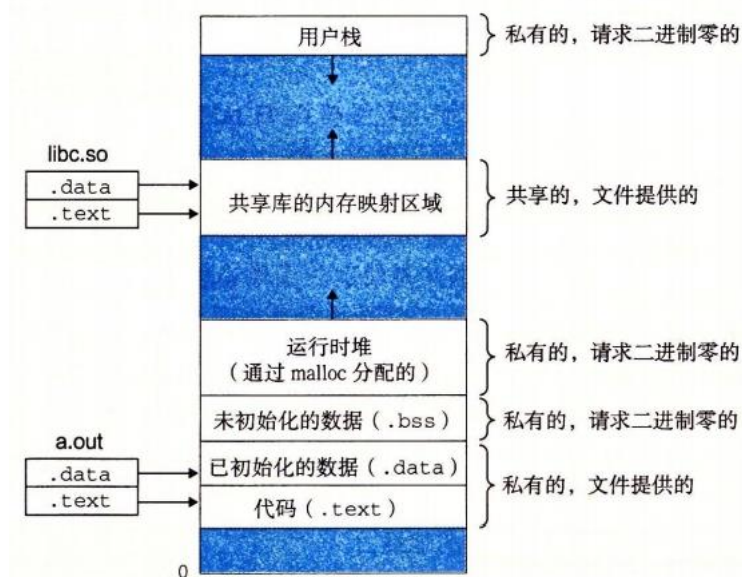 用户栈
私有的，请求二进制零的
libc.so
.data
.text
共享库的内存映射区域
共享的，文件提供的
运行时堆
（通过 malloc 分配的）
私有的，请求二进制零的
未初始化的数据（.bss）
私有的，请求二进制零的
a.out
.data
.text
已初始化的数据（.data）
代码（.text）
私有的，文件提供的
0